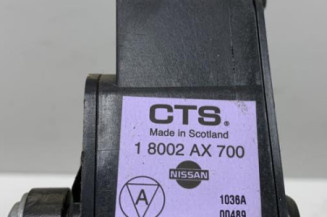 CTS®
Made in Scotland
1 8002 AX 700
NISSAN
A
1036A
00489